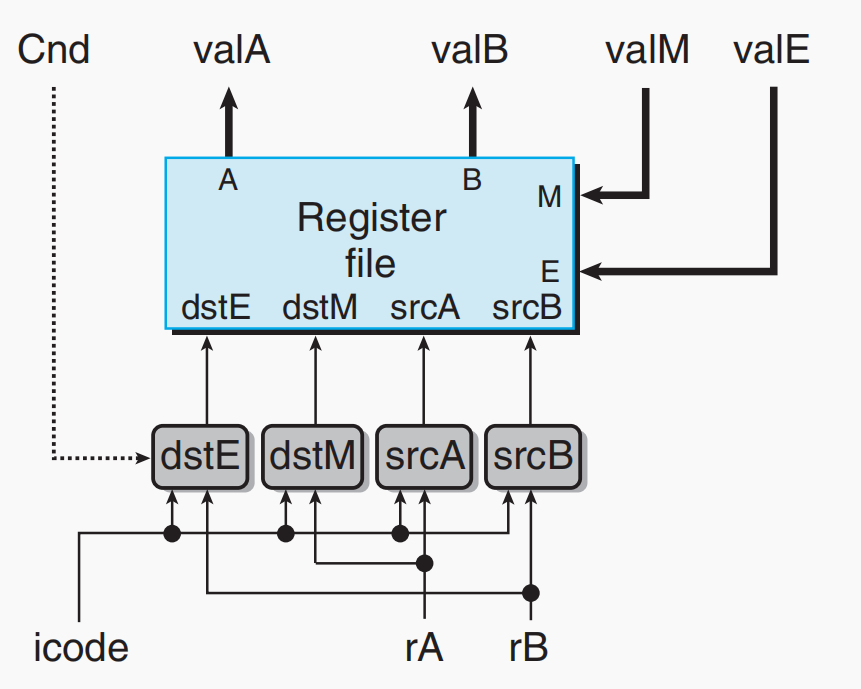 Cnd valA valB valM valE
A B M
Register
file
E
dstE dstM srcA srcB
dstE dstM srcA srcB
icode rA rB